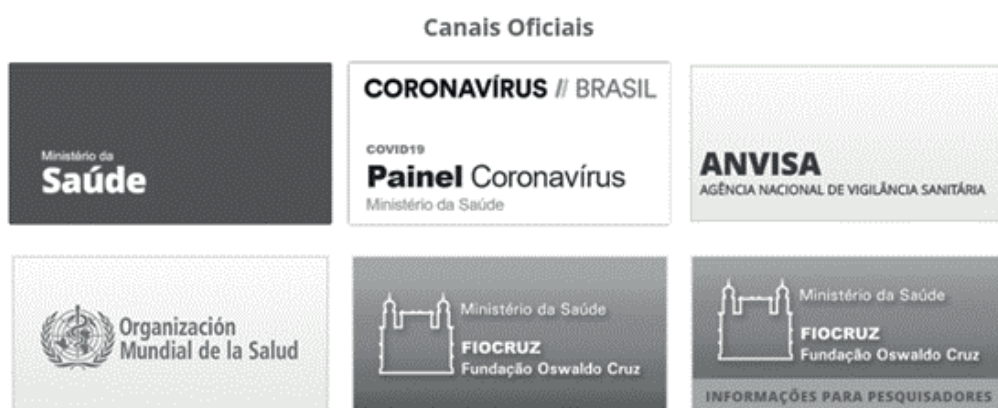 Canais Oficiais
Ministério da
Saúde
CORONAVÍRUS // BRASIL
COVID19
Painel Coronavírus
Ministério da Saúde
ANVISA
AGÊNCIA NACIONAL DE VIGILÂNCIA SANITÁRIA
Organización
Mundial de la Salud
Ministério da Saúde
FIOCRUZ
Fundação Oswaldo Cruz
Ministério da Saúde
FIOCRUZ
Fundação Oswaldo Cruz
INFORMAÇÕES PARA PESQUISADORES